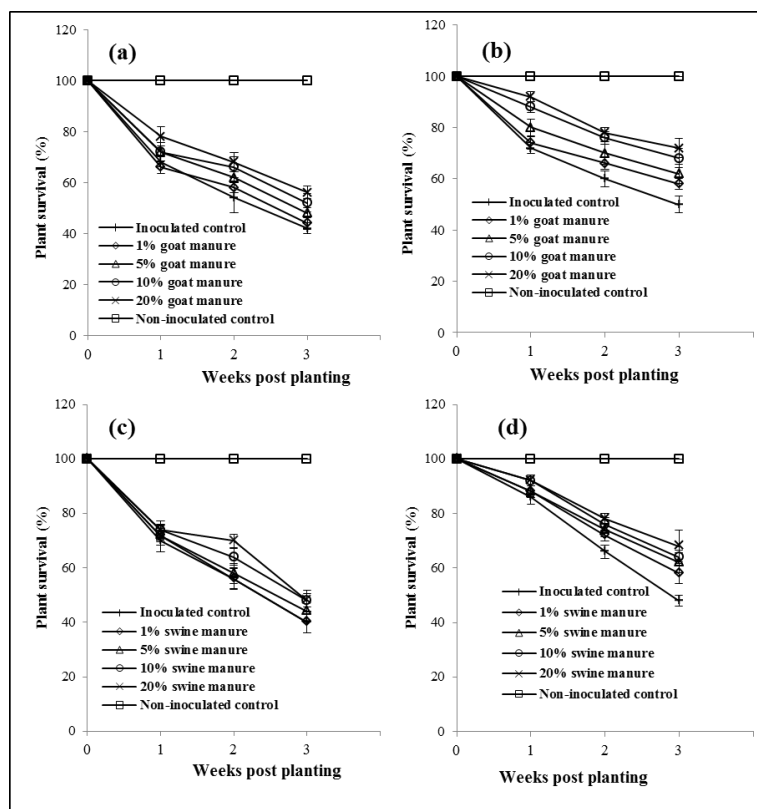 (a)
Plant survival (%)
120
100
80
60
40
20
0
Inoculated control
1% goat manure
5% goat manure
10% goat manure
20% goat manure
Non-inoculated control
0 1 2 3
Weeks post planting
(b)
Plant survival (%)
120
100
80
60
40
20
0
Inoculated control
1% goat manure
5% goat manure
10% goat manure
20% goat manure
Non-inoculated control
0 1 2 3
Weeks post planting
(c)
Plant survival (%)
120
100
80
60
40
20
0
Inoculated control
1% swine manure
5% swine manure
10% swine manure
20% swine manure
Non-inoculated control
0 1 2 3
Weeks post planting
(d)
Plant survival (%)
120
100
80
60
40
20
0
Inoculated control
1% swine manure
5% swine manure
10% swine manure
20% swine manure
Non-inoculated control
0 1 2 3
Weeks post planting